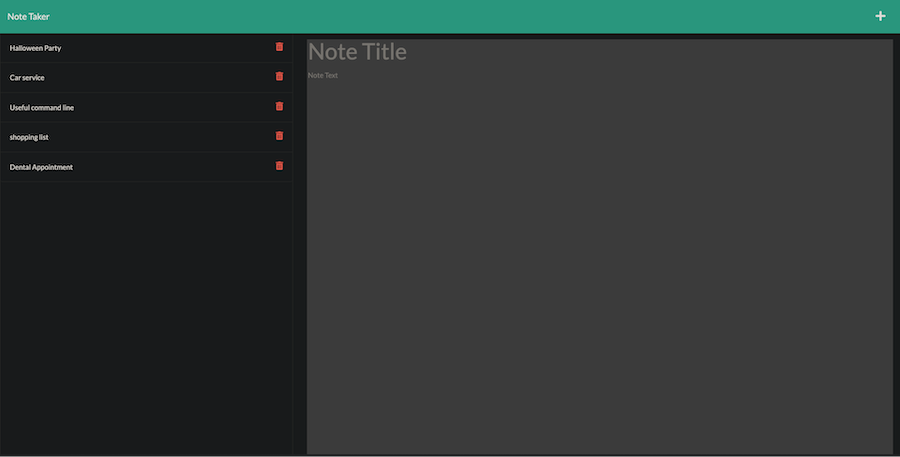 Note Taker
Halloween Party
Car service
Useful command line
shopping list
Dental Appointment
Note Title
Note Text